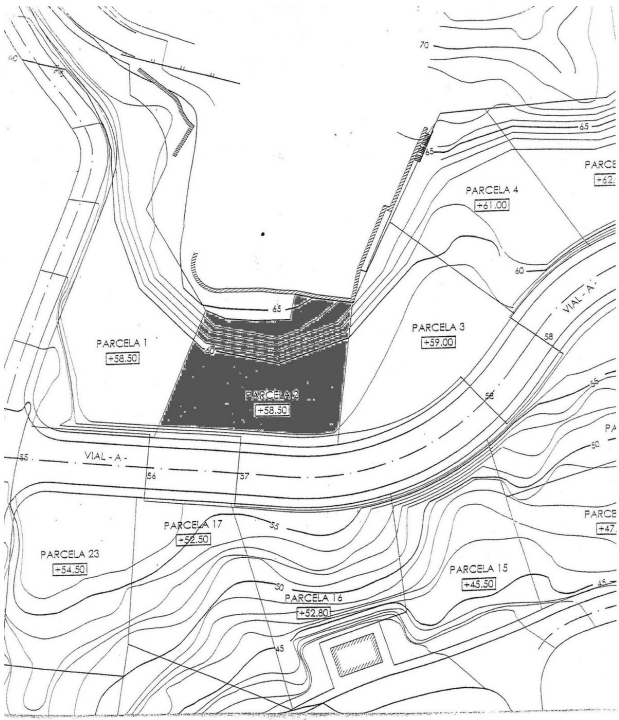 70
65
65
PARCELA 4
+61.00
PARCE
+62.
60
VIAL - A -
58
65
PARCELA 1
+58.50
PARCELA 3
+59.00
PARCELA 2
+58.50
58
55
50
VIAL - A -
55
56
57
PARCELA 17
+52.50
55
PARCE
+47.
PARCELA 23
+54.50
PARCELA 15
+45.50
50
PARCELA 16
+52.80
45
45